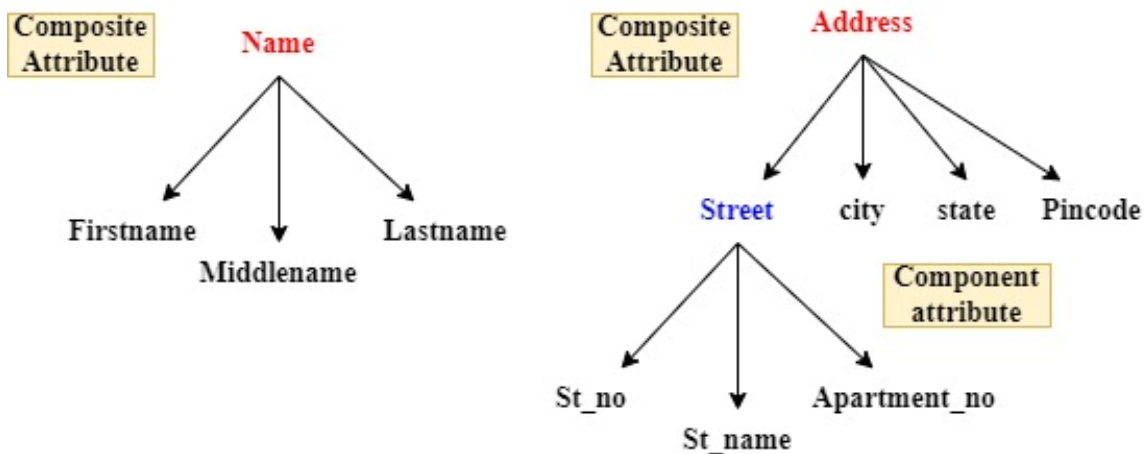 Composite
Attribute
Name
Firstname
Middlename
Lastname
Composite
Attribute
Address
Street
city
state
Pincode
Component
attribute
St_no
St_name
Apartment_no